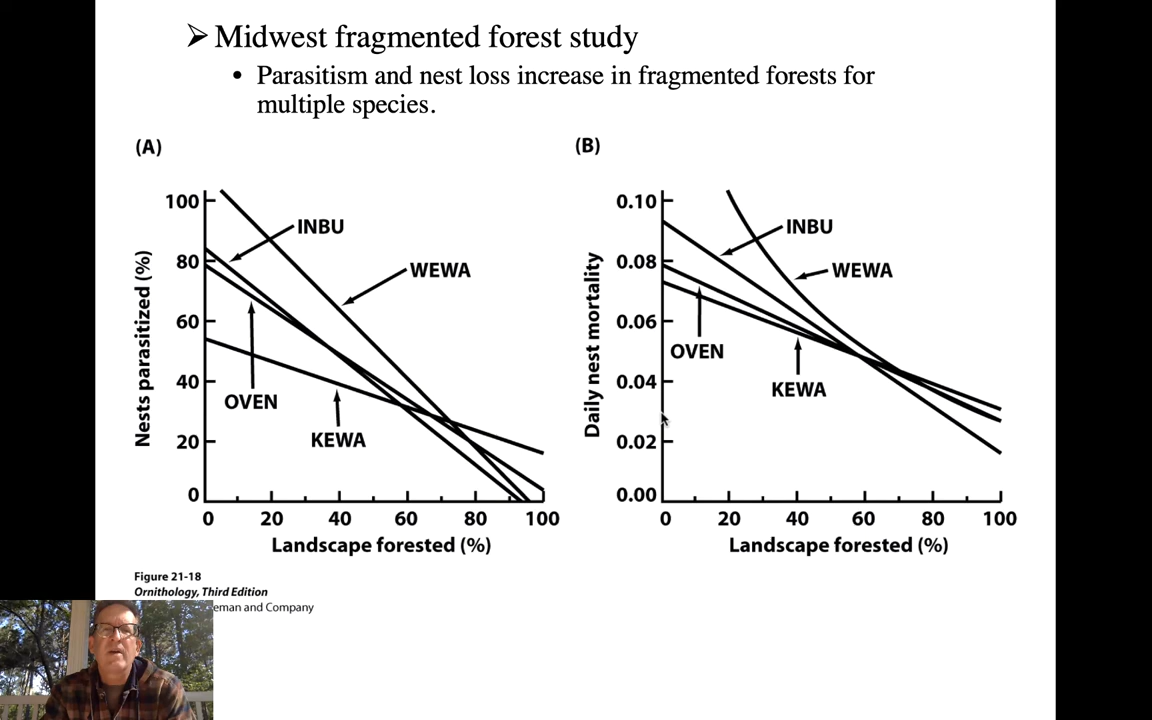 ➢ Midwest fragmented forest study
• Parasitism and nest loss increase in fragmented forests for
multiple species.
(A)
100
80
60
40
20
0
Nests parasitized (%)
INBU
WEWA
OVEN
KEWA
0 20 40 60 80 100
Landscape forested (%)
(B)
0.10
0.08
0.06
0.04
0.02
0.00
Daily nest mortality
INBU
WEWA
OVEN
KEWA
0 20 40 60 80 100
Landscape forested (%)
Figure 21-18
Ornithology, Third Edition
eman and Company